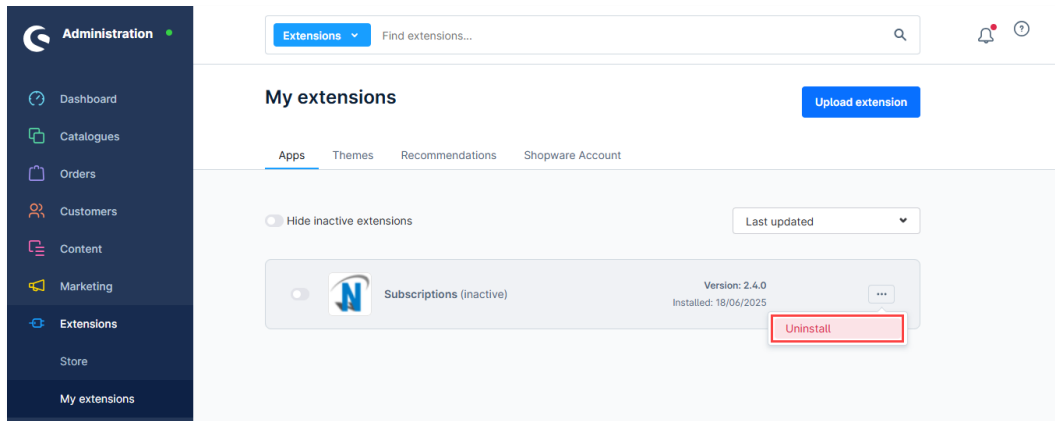 Administration
Extensions
Find extensions...
Dashboard
Catalogues
Orders
Customers
Content
Marketing
Extensions
Store
My extensions
My extensions
Upload extension
Apps
Themes
Recommendations
Shopware Account
Hide inactive extensions
Last updated
N
Subscriptions (inactive)
Version: 2.4.0
Installed: 18/06/2025
Uninstall